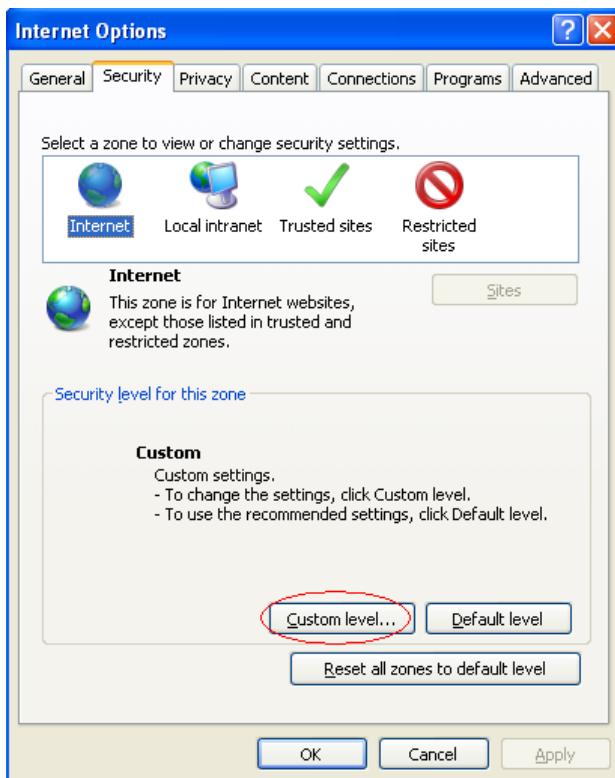 Internet Options
General Security Privacy Content Connections Programs Advanced
Select a zone to view or change security settings.
Internet Local intranet Trusted sites Restricted
sites
Internet
Sites
This zone is for Internet websites,
except those listed in trusted and
restricted zones.
Security level for this zone
Custom
Custom settings.
- To change the settings, click Custom level.
- To use the recommended settings, click Default level.
Custom level... Default level
Reset all zones to default level
OK Cancel Apply